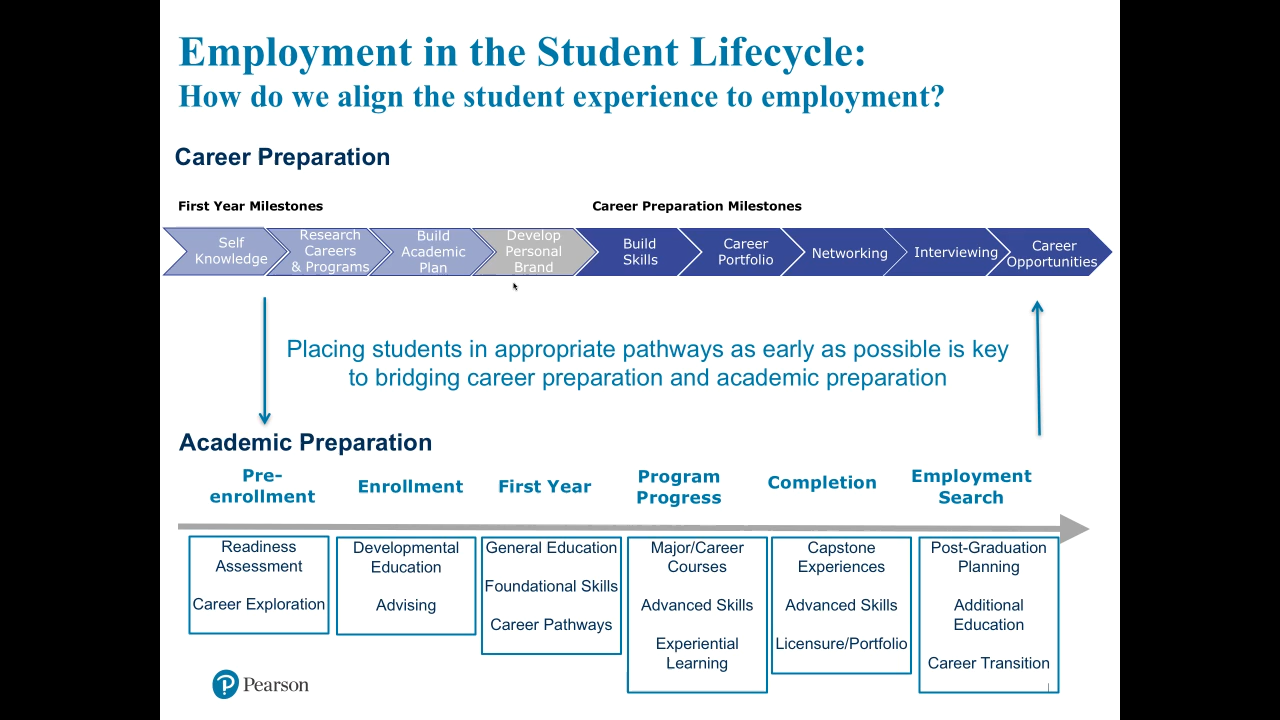 Employment in the Student Lifecycle:
How do we align the student experience to employment?
Career Preparation
First Year Milestones
Career Preparation Milestones
Self
Knowledge
Research
Careers
& Programs
Build
Academic
Plan
Develop
Personal
Brand
Build
Skills
Career
Portfolio
Networking
Interviewing
Career
Opportunities
Placing students in appropriate pathways as early as possible is key
to bridging career preparation and academic preparation
Academic Preparation
Pre-
enrollment
Enrollment
First Year
Program
Progress
Completion
Employment
Search
Readiness
Assessment
Career Exploration
Developmental
Education
Advising
General Education
Foundational Skills
Career Pathways
Major/Career
Courses
Advanced Skills
Experiential
Learning
Capstone
Experiences
Advanced Skills
Licensure/Portfolio
Post-Graduation
Planning
Additional
Education
Career Transition
P Pearson